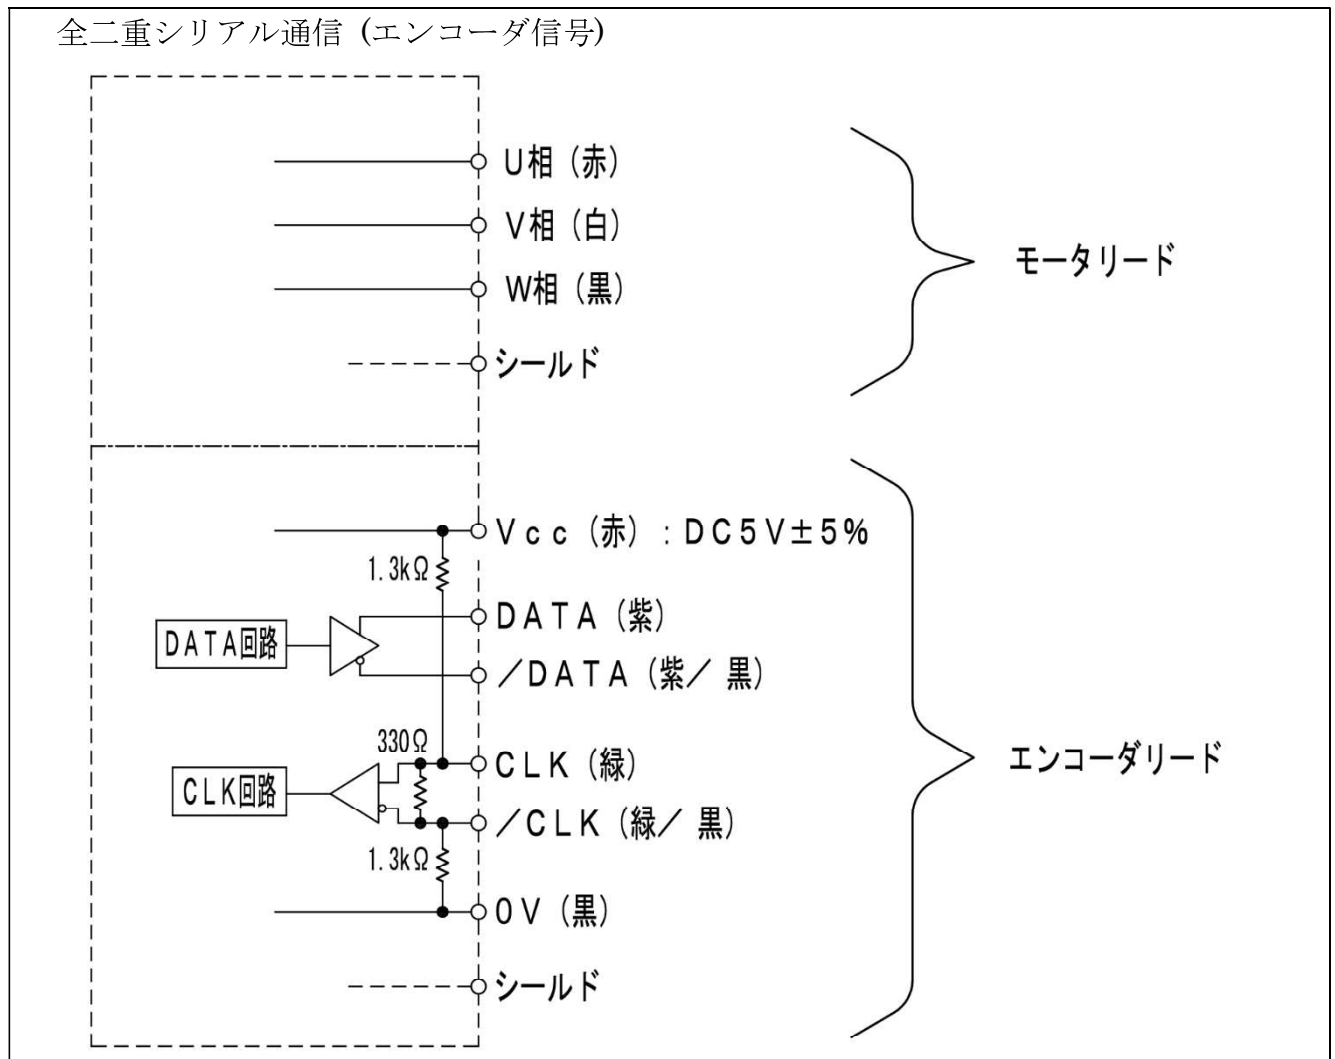 全二重シリアル通信 (エンコーダ信号)
U相（赤）
V相（白）
W相（黒）
シールド
モータリード
Vcc（赤）：DC5V±5%
1.3kΩ
DATA回路
DATA（紫）
／DATA（紫／黒）
330Ω
CLK回路
CLK（緑）
／CLK（緑／黒）
1.3kΩ
0V（黒）
シールド
エンコーダリード